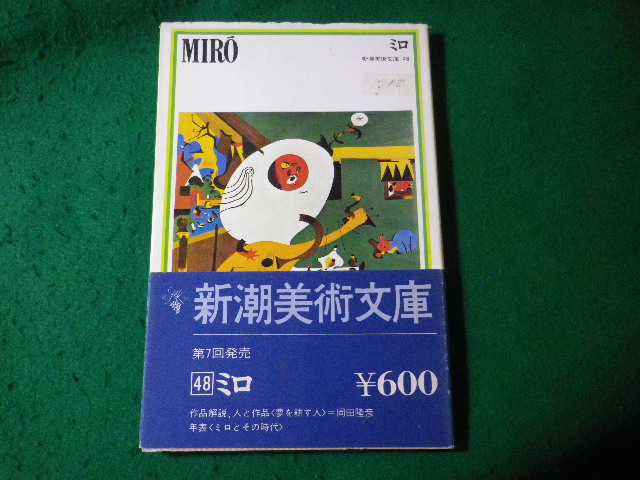 MIRÓ
ミロ
新潮美術文庫 48
新潮美術文庫
第7回発売
48 ミロ
¥600
作品解説、人と作品〈夢を耕す人〉=岡田隆彦
年表〈ミロとその時代〉